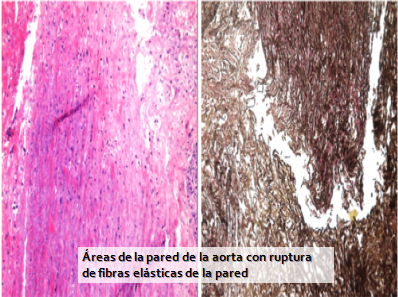 Áreas de la pared de la aorta con ruptura
de fibras elásticas de la pared